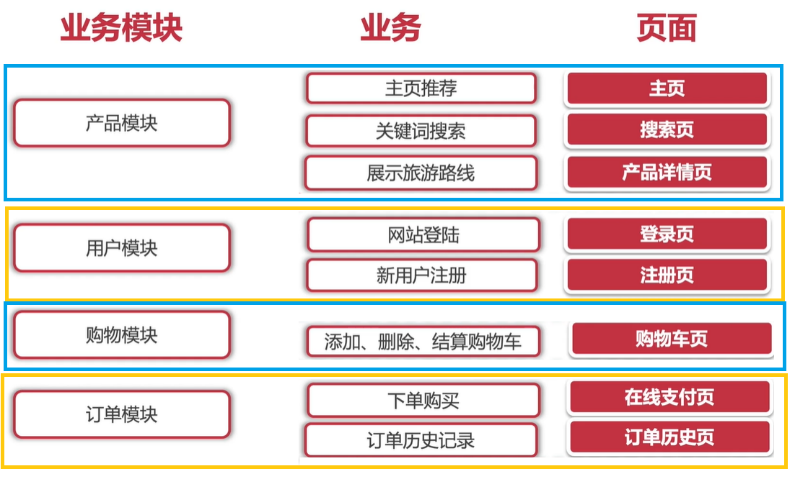 业务模块 业务 页面
产品模块
主页推荐 主页
关键词搜索 搜索页
展示旅游路线 产品详情页
用户模块
网站登陆 登录页
新用户注册 注册页
购物模块
添加、删除、结算购物车 购物车页
订单模块
下单购买 在线支付页
订单历史记录 订单历史页